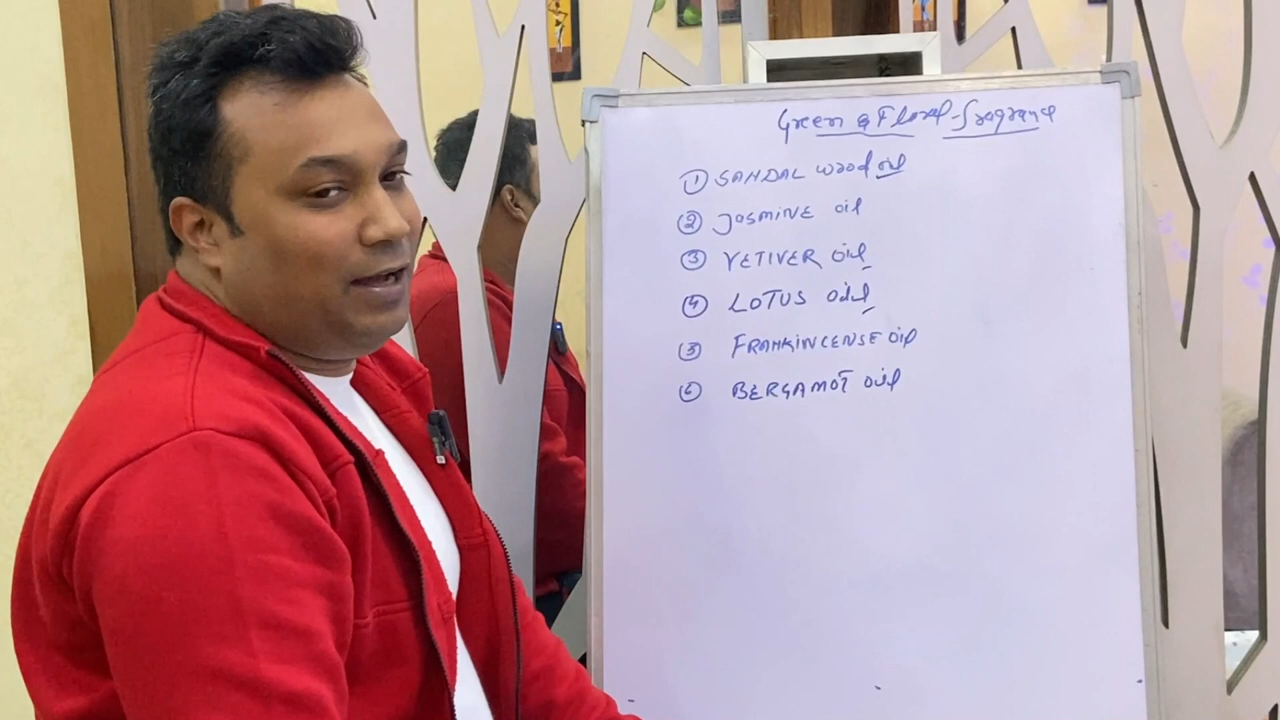 Green & Floral-fragrance
① SANDAL wood oil
② JASMINE oil
③ VETIVER oil
④ LOTUS oil
⑤ FRANKINCENSE oil
⑥ BERGAMOT oil